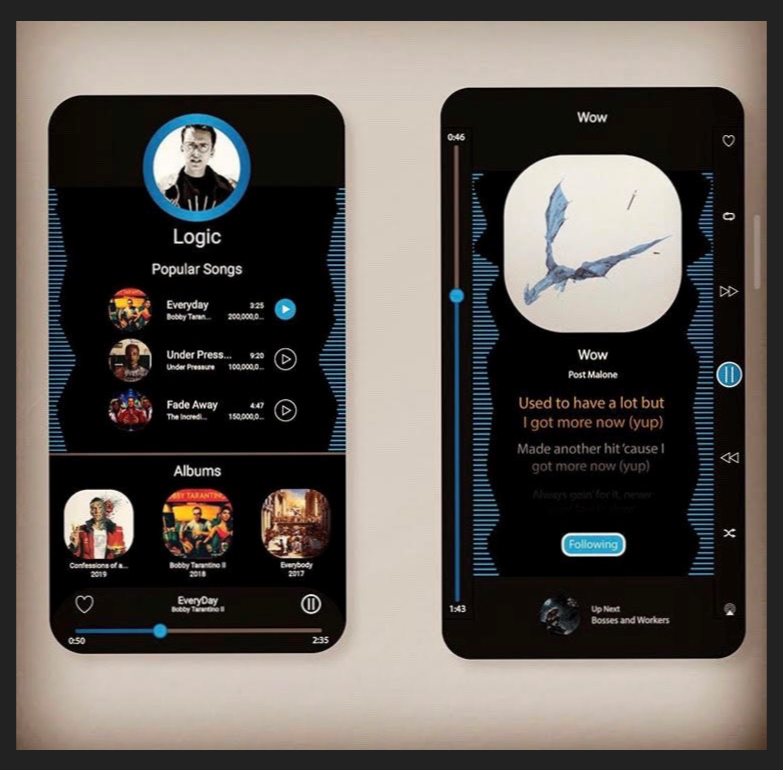 Logic
Popular Songs
Everyday 3:25
Bobby Taran... 200,000,0...
Under Press... 9:20
Under Pressure 100,000,0...
Fade Away 4:47
The Incredi... 150,000,0...
Albums
BBY TARANTINO
Confessions of a...
2019
Bobby Tarantino II
2018
Everybody
2017
EveryDay
Bobby Tarantino II
0:50 2:35
Wow
0:46
Wow
Post Malone
Used to have a lot but
I got more now (yup)
Made another hit 'cause I
got more now (yup)
Always goin' for it, never
Following
1:43
Up Next
Bosses and Workers